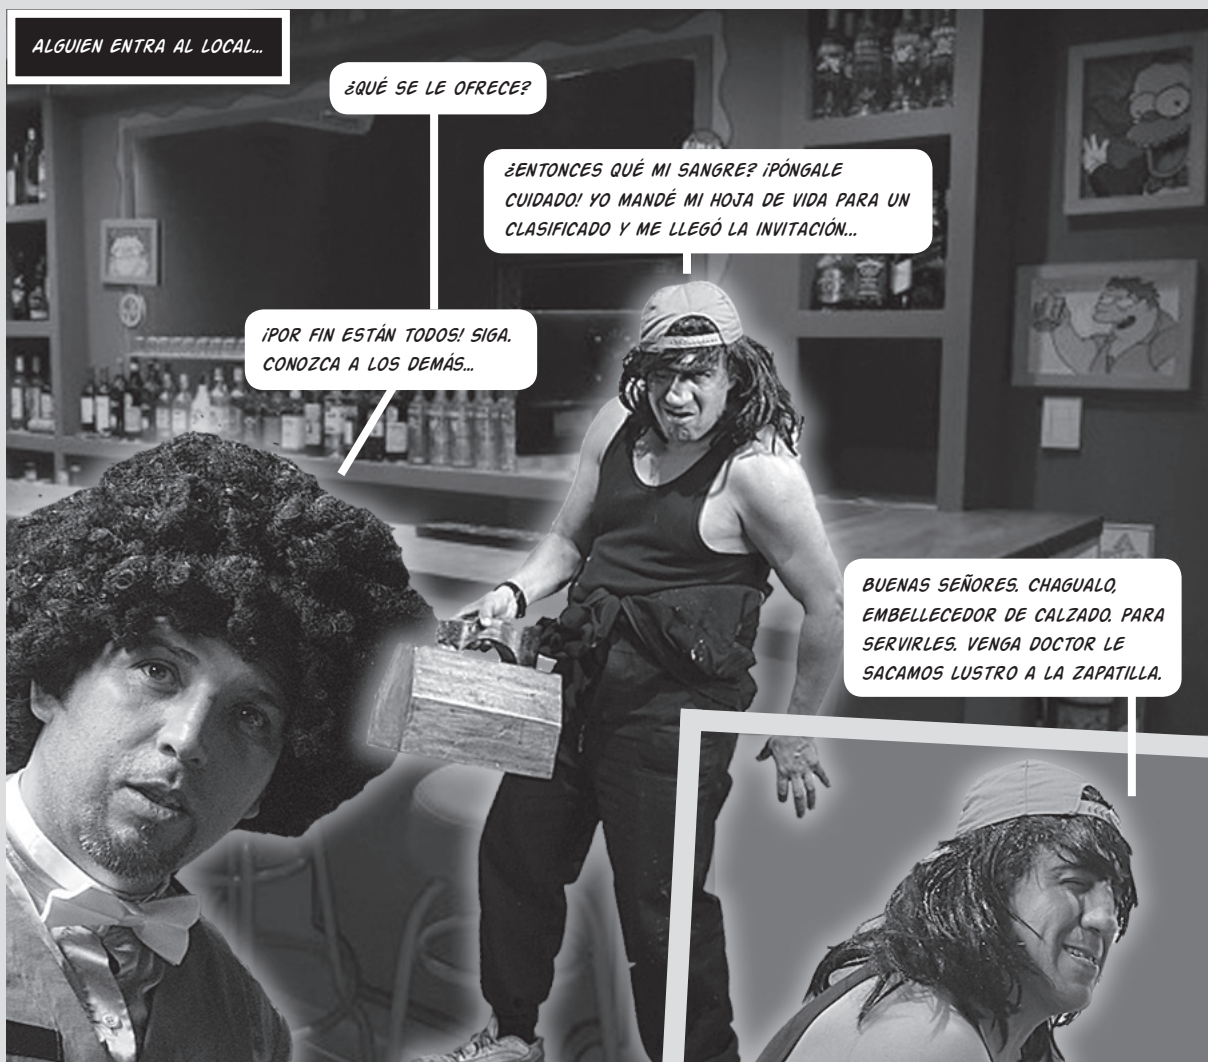 ALGUIEN ENTRA AL LOCAL...
¿QUÉ SE LE OFRECE?
¿ENTONCES QUÉ MI SANGRE? ¡PÓNGALE
CUIDADO! YO MANDÉ MI HOJA DE VIDA PARA UN
CLASIFICADO Y ME LLEGÓ LA INVITACIÓN...
¡POR FIN ESTÁN TODOS! SIGA.
CONOZCA A LOS DEMÁS...
BUENAS SEÑORES. CHAGUALO,
EMBELLECEDOR DE CALZADO. PARA
SERVIRLES. VENGA DOCTOR LE
SACAMOS LUSTRO A LA ZAPATILLA.